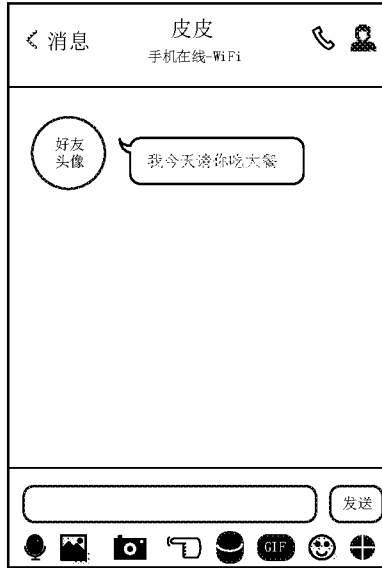 消息
皮皮
手机在线-WiFi
好友
头像
我今天请你吃大餐
发送
GIF